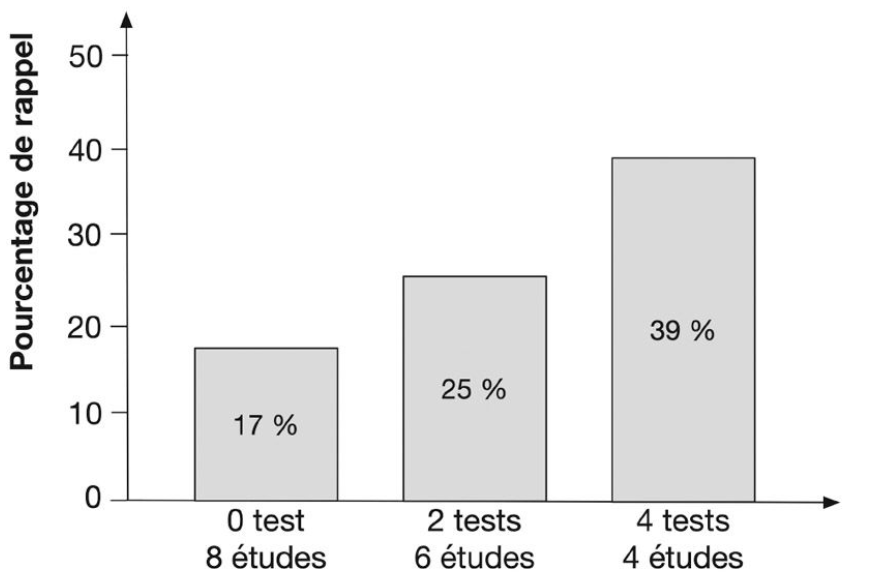 Pourcentage de rappel
50
40
30
20
10
0
17 %
25 %
39 %
0 test
8 études
2 tests
6 études
4 tests
4 études